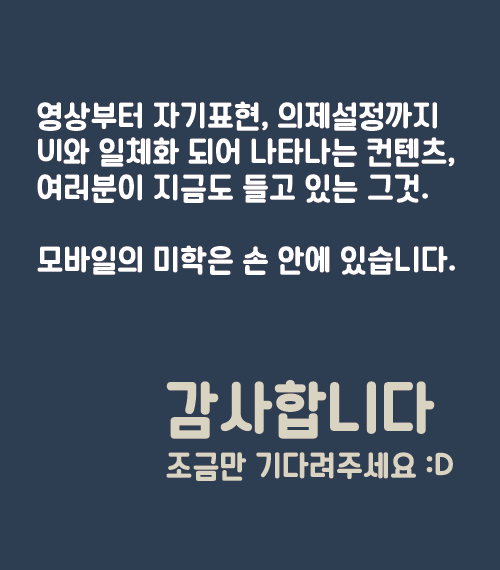 영상부터 자기표현, 의제설정까지
UI와 일체화 되어 나타나는 컨텐츠,
여러분이 지금도 들고 있는 그것.
모바일의 미학은 손 안에 있습니다.
감사합니다
조금만 기다려주세요 :D